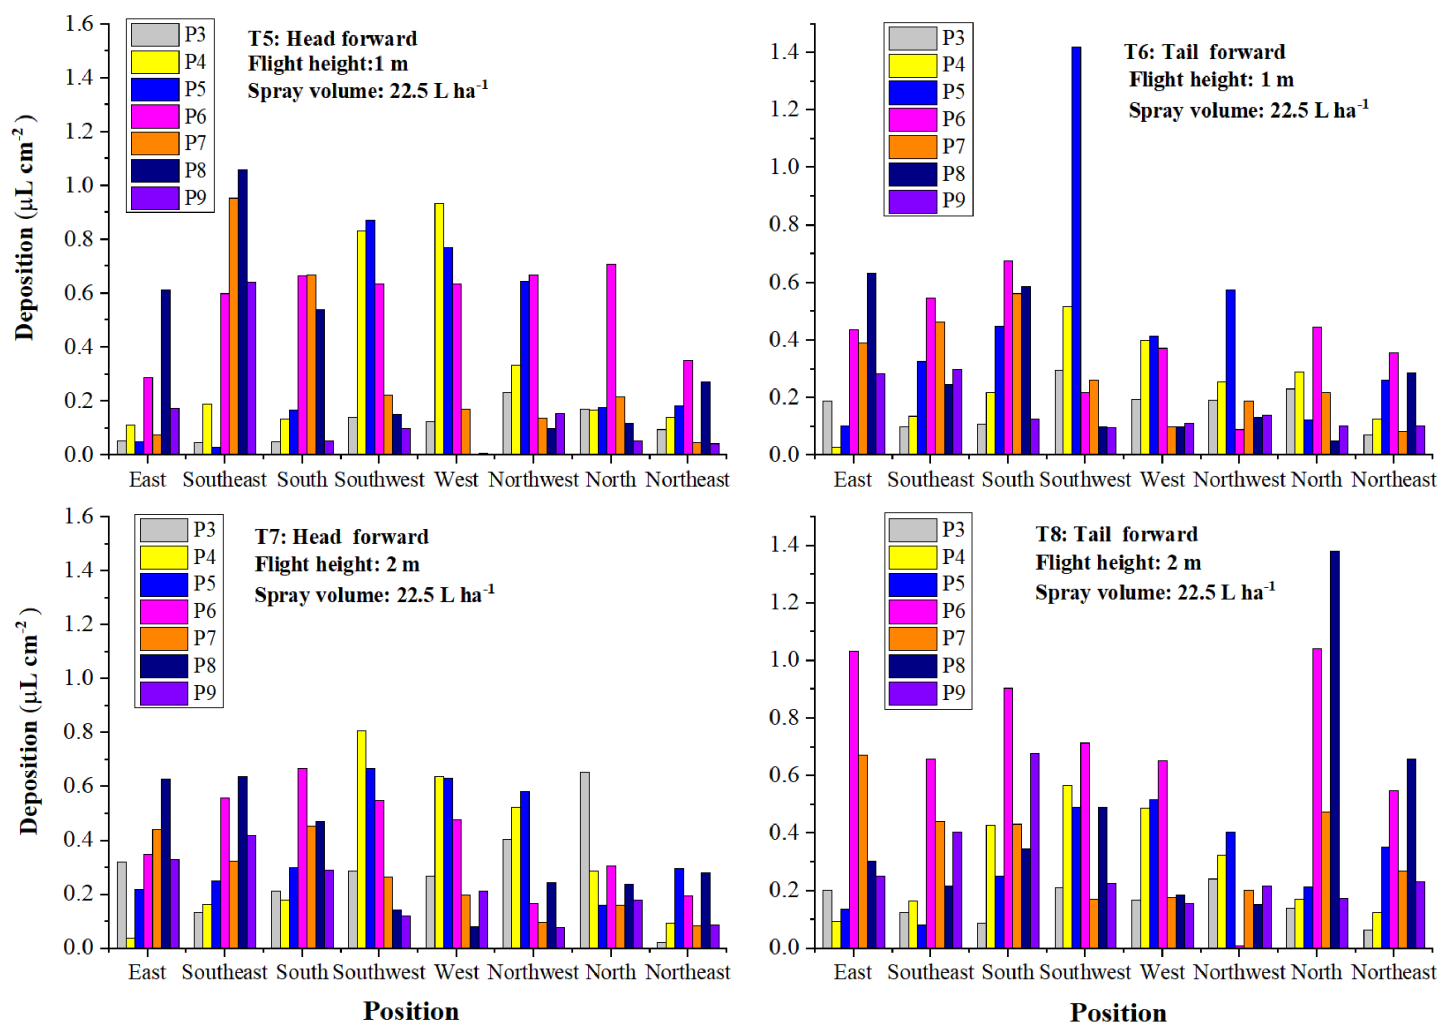 Deposition (μL cm-2)
1.6
1.4
1.2
1.0
0.8
0.6
0.4
0.2
0.0
P3
P4
P5
P6
P7
P8
P9
T5: Head forward
Flight height:1 m
Spray volume: 22.5 L ha-1
East Southeast South Southwest West Northwest North Northeast
1.4
1.2
1.0
0.8
0.6
0.4
0.2
0.0
P3
P4
P5
P6
P7
P8
P9
T6: Tail forward
Flight height: 1 m
Spray volume: 22.5 L ha-1
East Southeast South Southwest West Northwest North Northeast
Deposition (μL cm-2 )
1.6
1.4
1.2
1.0
0.8
0.6
0.4
0.2
0.0
P3
P4
P5
P6
P7
P8
P9
T7: Head forward
Flight height: 2 m
Spray volume: 22.5 L ha-1
East Southeast South Southwest West Northwest North Northeast
Position
1.4
1.2
1.0
0.8
0.6
0.4
0.2
0.0
P3
P4
P5
P6
P7
P8
P9
T8: Tail forward
Flight height: 2 m
Spray volume: 22.5 L ha-1
East Southeast South Southwest West Northwest North Northeast
Position